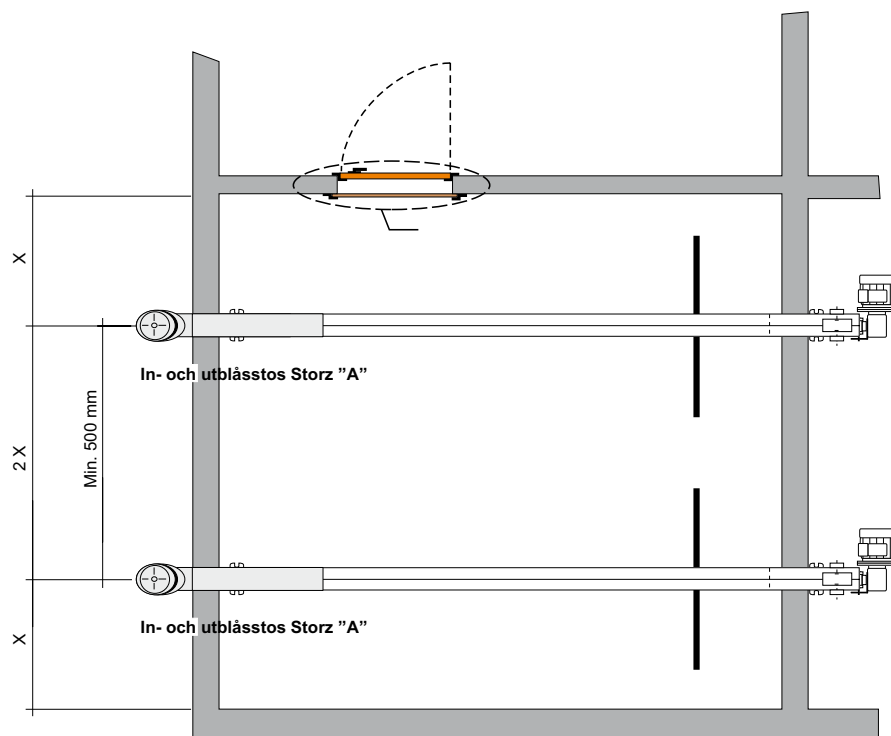 X
In- och utblåsstos Storz ”A”
Min. 500 mm
2 X
In- och utblåsstos Storz ”A”
X